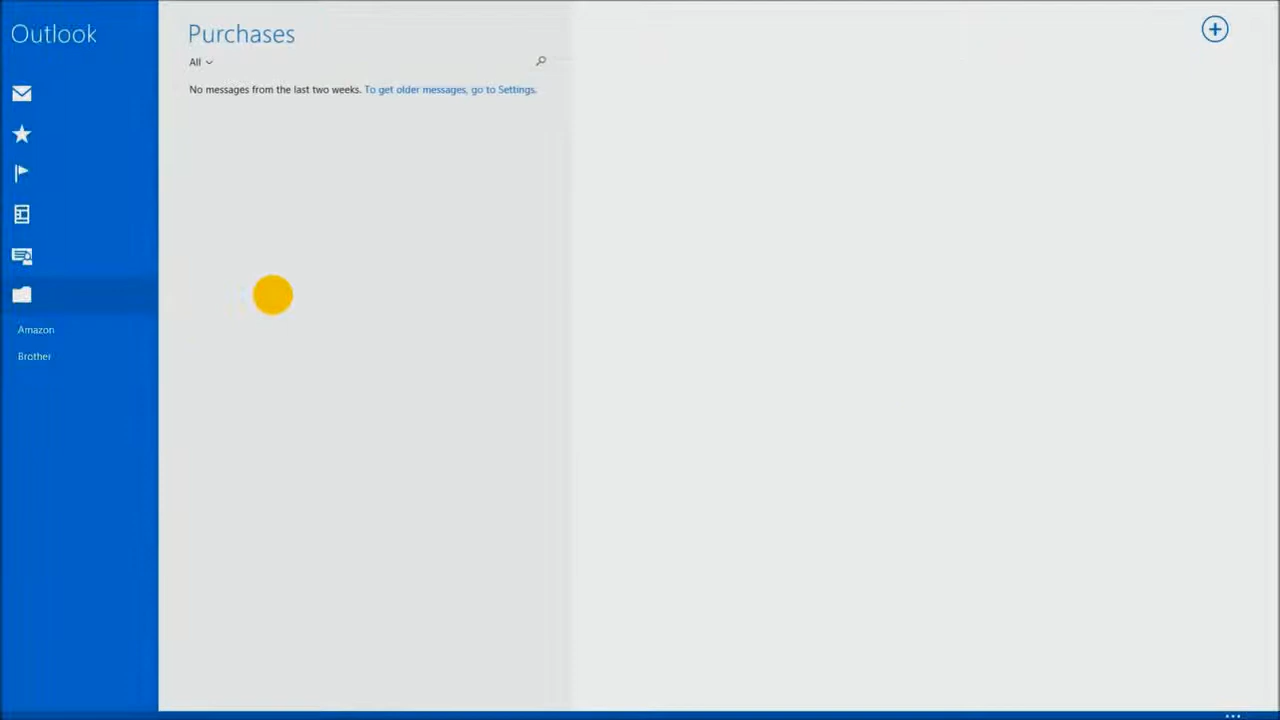 Outlook
Purchases
All
No messages from the last two weeks. To get older messages, go to Settings.
Amazon
Brother